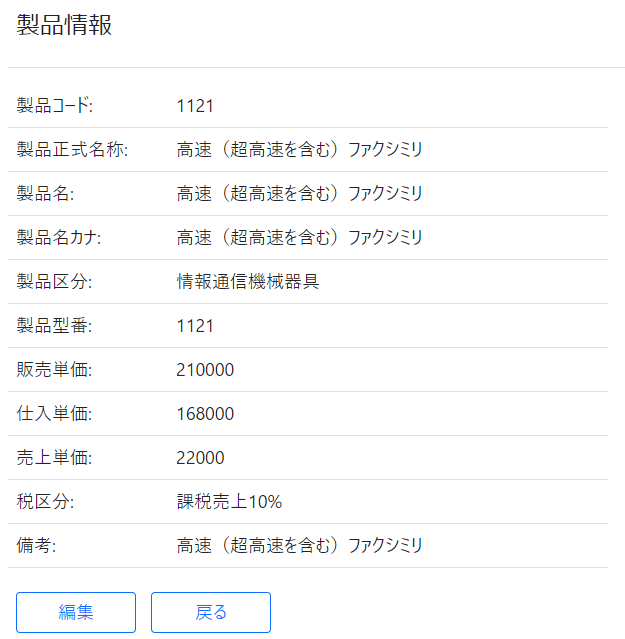 製品情報
製品コード: 1121
製品正式名称: 高速（超高速を含む）ファクシミリ
製品名: 高速（超高速を含む）ファクシミリ
製品名カナ: 高速（超高速を含む）ファクシミリ
製品区分: 情報通信機械器具
製品型番: 1121
販売単価: 210000
仕入単価: 168000
売上単価: 22000
税区分: 課税売上10%
備考: 高速（超高速を含む）ファクシミリ
編集 戻る